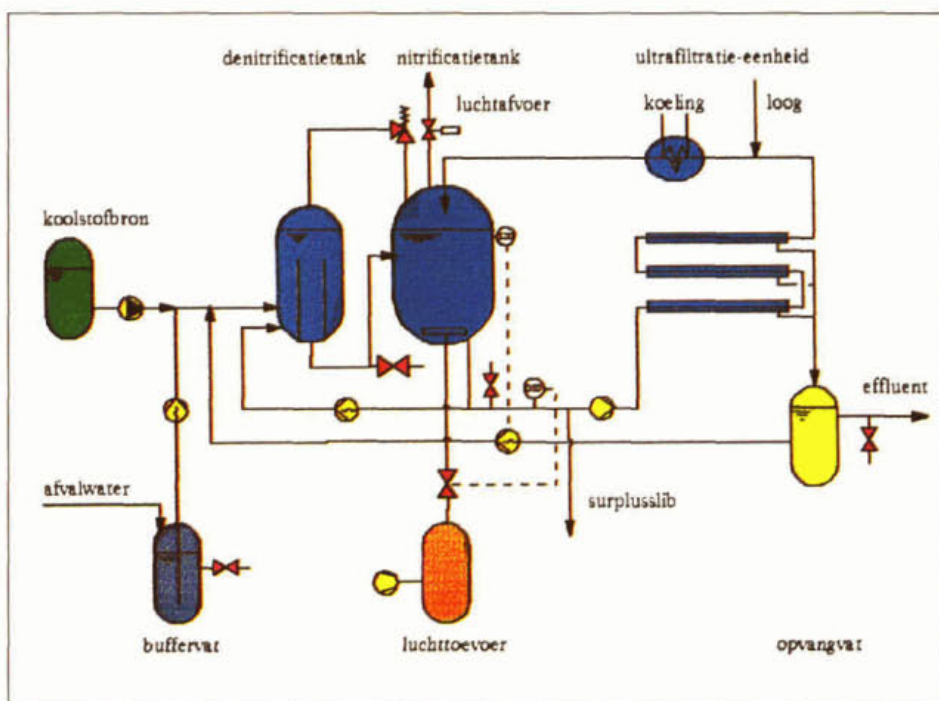 denitrificatietank nitrificatietank ultrafiltratie-eenheid
luchtafvoer koeling loog
koolstofbron
effluent
afvalwater
surplusslib
buffervat luchttoevoer opvangvat